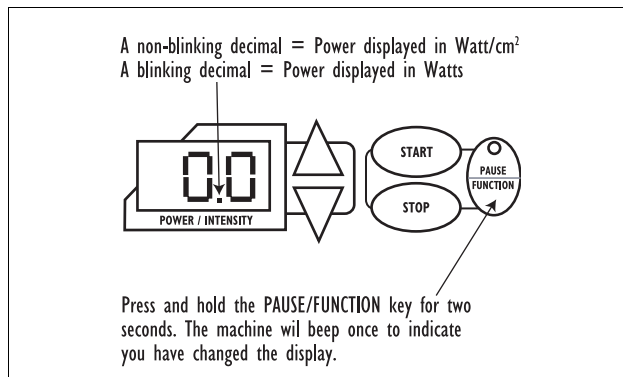 A non-blinking decimal = Power displayed in Watt/cm²
A blinking decimal = Power displayed in Watts
0.0
POWER / INTENSITY
START
STOP
PAUSE
FUNCTION
Press and hold the PAUSE/FUNCTION key for two
seconds. The machine wil beep once to indicate
you have changed the display.